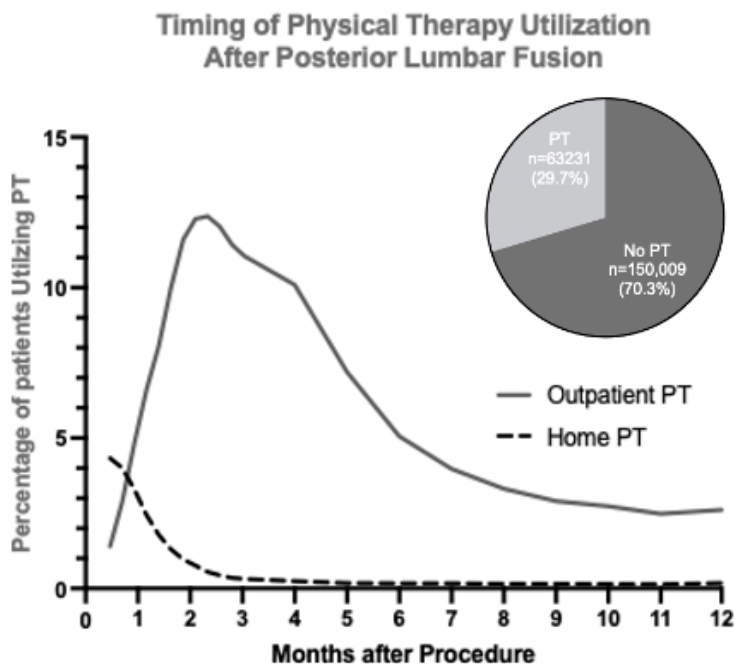 Timing of Physical Therapy Utilization
After Posterior Lumbar Fusion
Percentage of patients Utilzing PT
15
10
5
0
PT
n=63231
(29.7%)
No PT
n=150,009
(70.3%)
Outpatient PT
Home PT
0 1 2 3 4 5 6 7 8 9 10 11 12
Months after Procedure